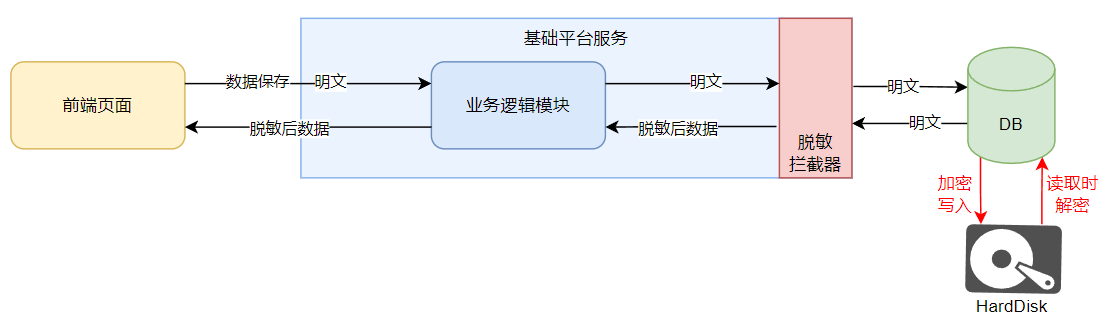 基础平台服务
前端页面
数据保存
明文
业务逻辑模块
明文
明文
脱敏后数据
脱敏后数据
明文
脱敏
拦截器
DB
加密
写入
读取时
解密
HardDisk